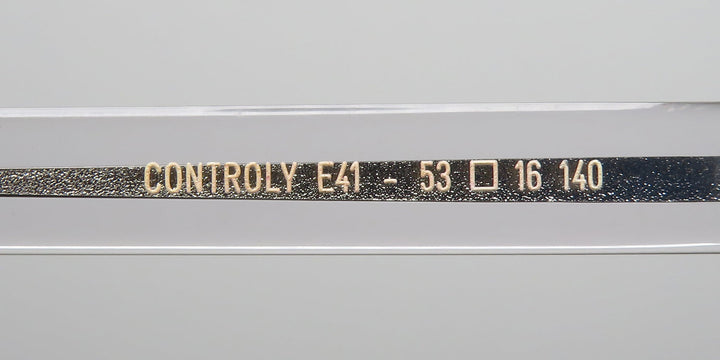 CONTROLY E41 - 53 □ 16 140